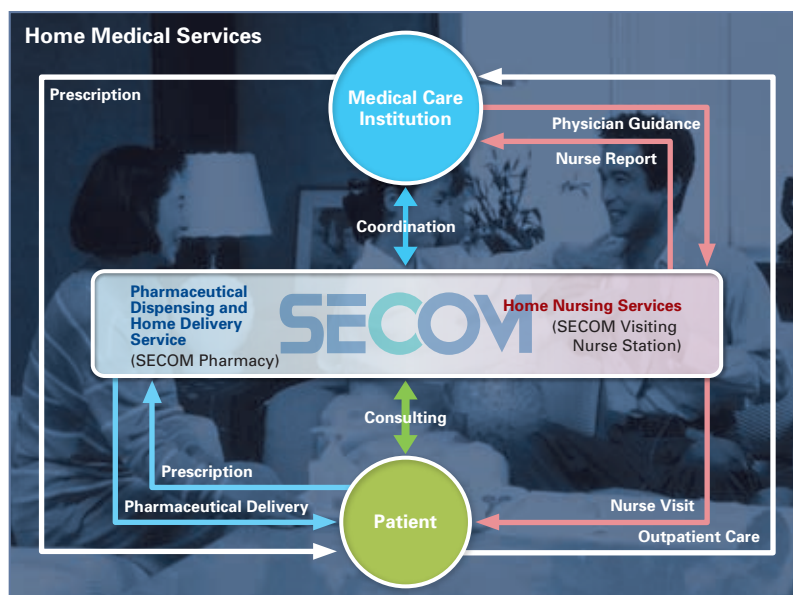 Home Medical Services
Prescription
Medical Care
Institution
Physician Guidance
Nurse Report
Coordination
Pharmaceutical
Dispensing and
Home Delivery
Service
(SECOM Pharmacy)
SECOM
Home Nursing Services
(SECOM Visiting
Nurse Station)
Consulting
Prescription
Pharmaceutical Delivery
Patient
Nurse Visit
Outpatient Care